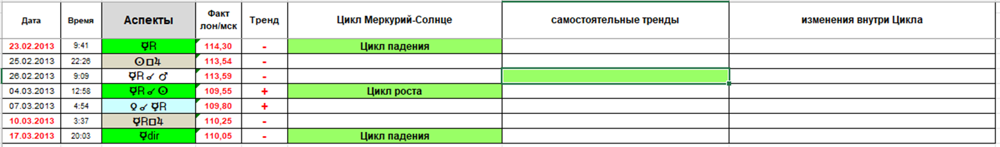 Дата Время Аспекты Факт лон/мск Тренд Цикл Меркурий-Солнце самостоятельные тренды изменения внутри Цикла
23.02.2013 9:41 ☿R 114,30 - Цикл падения
25.02.2013 22:26 ☉□♃ 113,54 -
26.02.2013 9:09 ☿R☌♂ 113,59 -
04.03.2013 12:58 ☿R☌☉ 109,55 + Цикл роста
07.03.2013 4:54 ♀☌☿R 109,80 +
10.03.2013 3:37 ☿R□♃ 110,25 -
17.03.2013 20:03 ☿dir 110,05 - Цикл падения